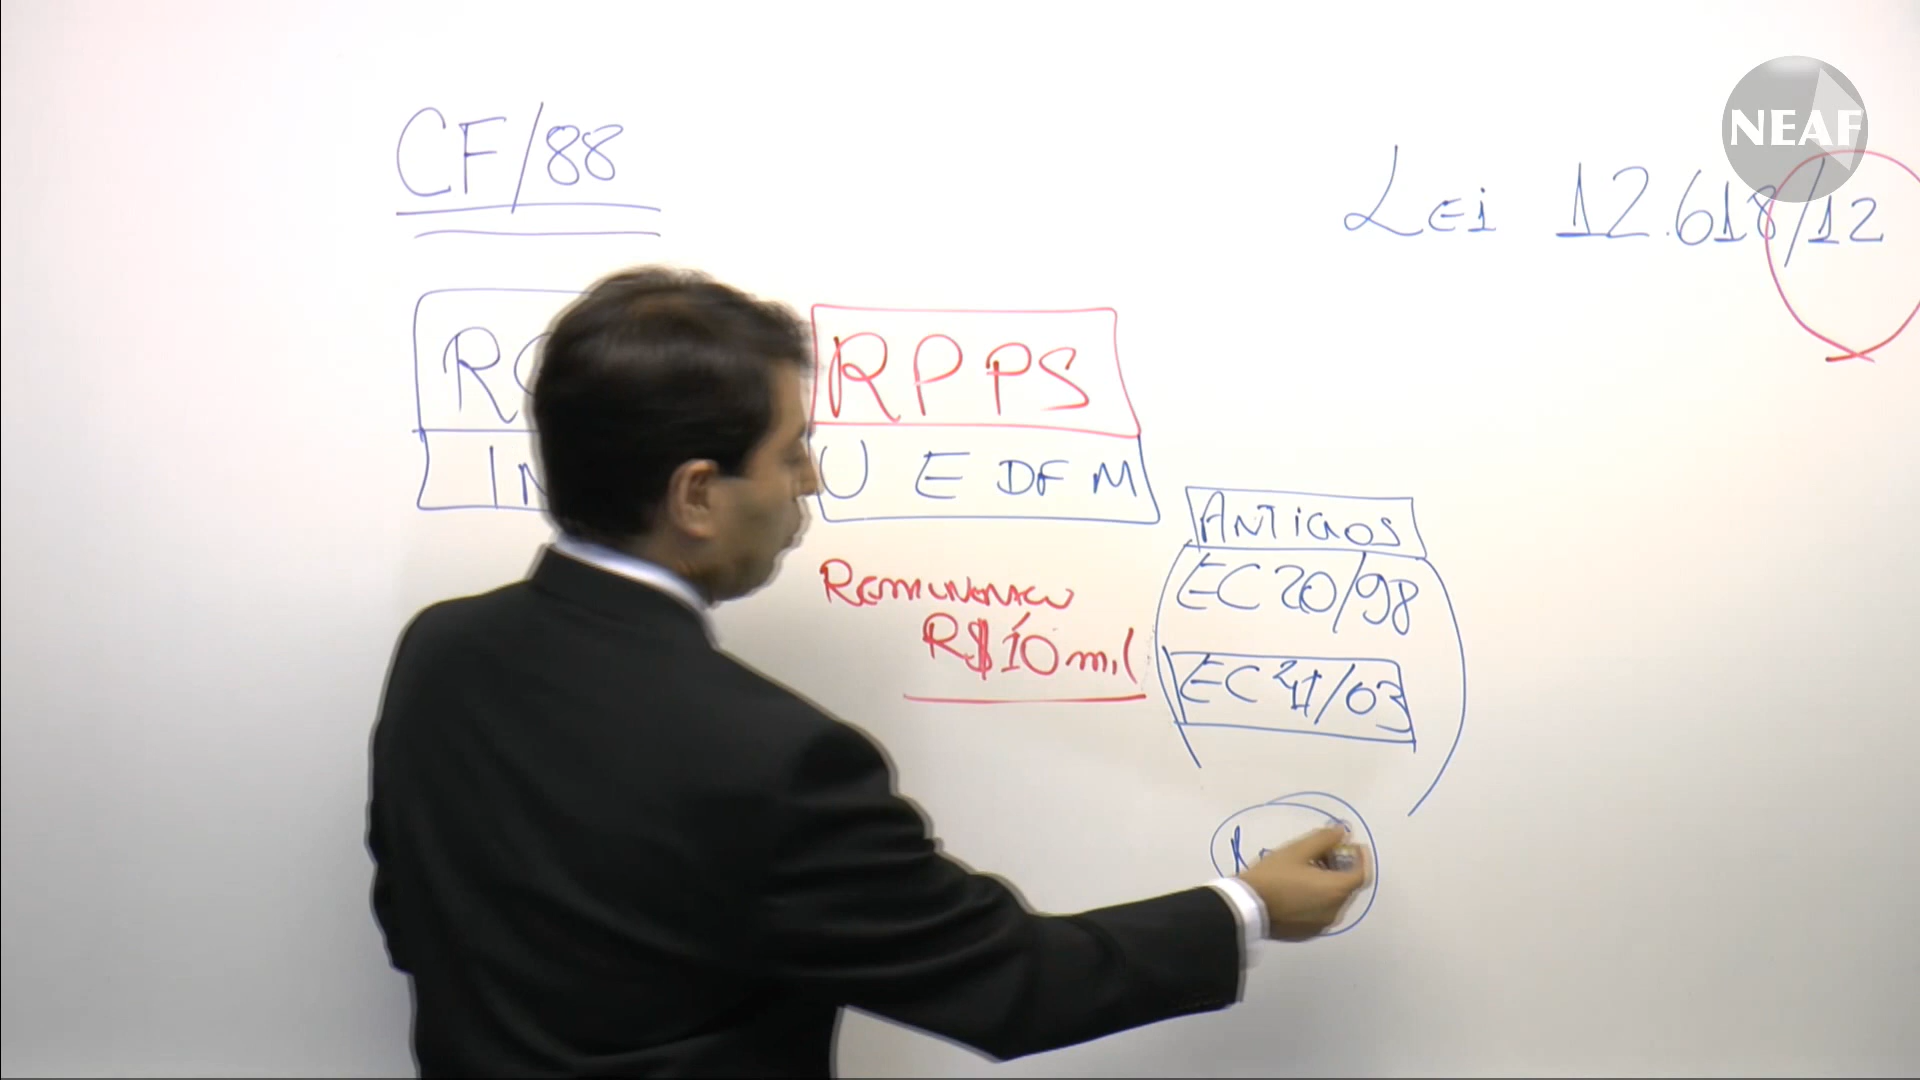 NEAF
CF/88
Lei 12.618/12
RPPS
U E DF M
ANTIGOS
EC 20/98
REMUNERAÇÃO
R$ 10 mil
EC 41/03